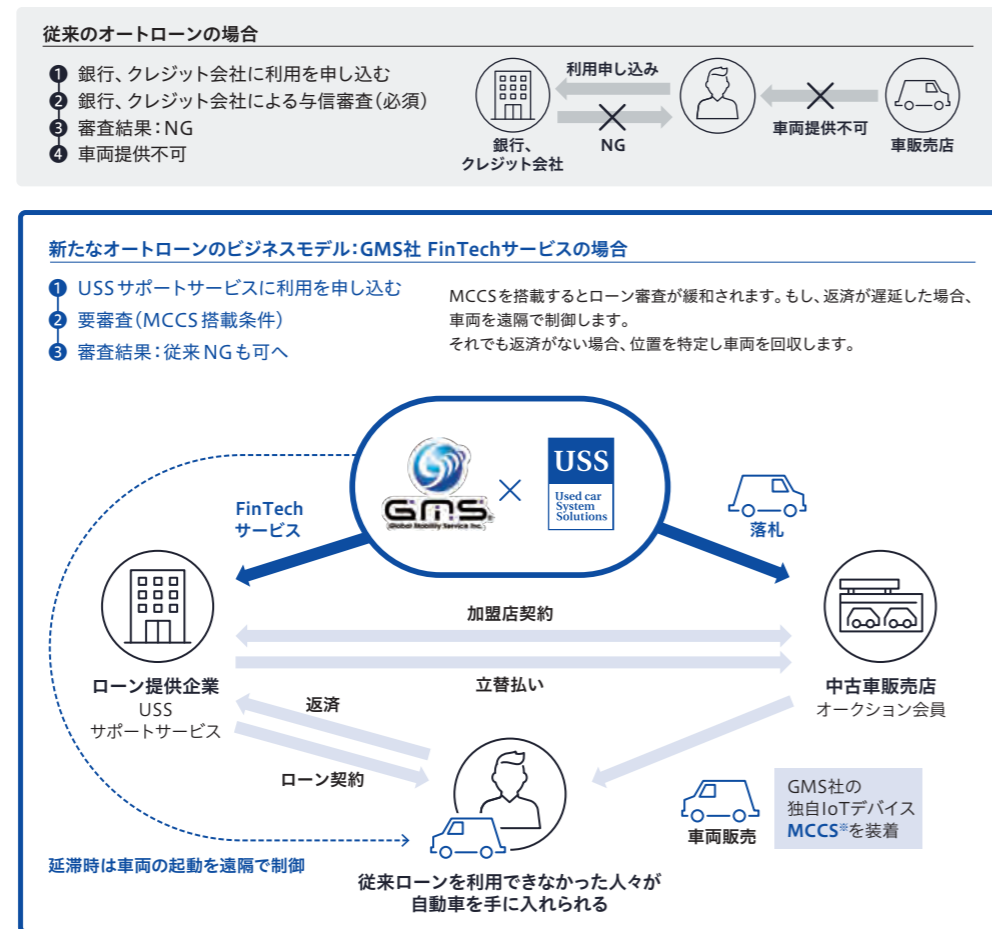 従来のオートローンの場合
❶ 銀行、クレジット会社に利用を申し込む
❷ 銀行、クレジット会社による与信審査(必須)
❸ 審査結果:NG
❹ 車両提供不可
利用申し込み
NG
銀行、
クレジット会社
車両提供不可
車販売店
新たなオートローンのビジネスモデル:GMS社 FinTechサービスの場合
❶ USSサポートサービスに利用を申し込む
❷ 要審査(MCCS搭載条件)
❸ 審査結果:従来NGも可へ
MCCSを搭載するとローン審査が緩和されます。もし、返済が遅延した場合、
車両を遠隔で制御します。
それでも返済がない場合、位置を特定し車両を回収します。
GMS
Global Mobility Service Inc.
×
USS
Used car
System
Solutions
FinTech
サービス
落札
加盟店契約
立替払い
ローン提供企業
USS
サポートサービス
中古車販売店
オークション会員
返済
ローン契約
車両販売
GMS社の
独自IoTデバイス
MCCS※を装着
延滞時は車両の起動を遠隔で制御
従来ローンを利用できなかった人々が
自動車を手に入れられる